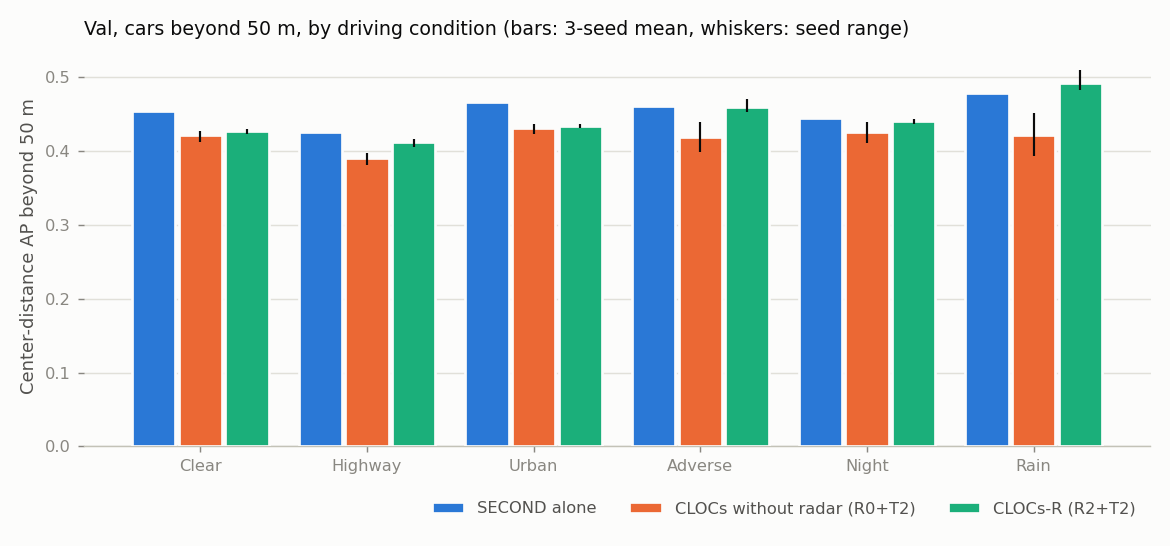 Val, cars beyond 50 m, by driving condition (bars: 3-seed mean, whiskers: seed range)
Center-distance AP beyond 50 m
0.5
0.4
0.3
0.2
0.1
0.0
Clear Highway Urban Adverse Night Rain
SECOND alone CLOCs without radar (R0+T2) CLOCs-R (R2+T2)